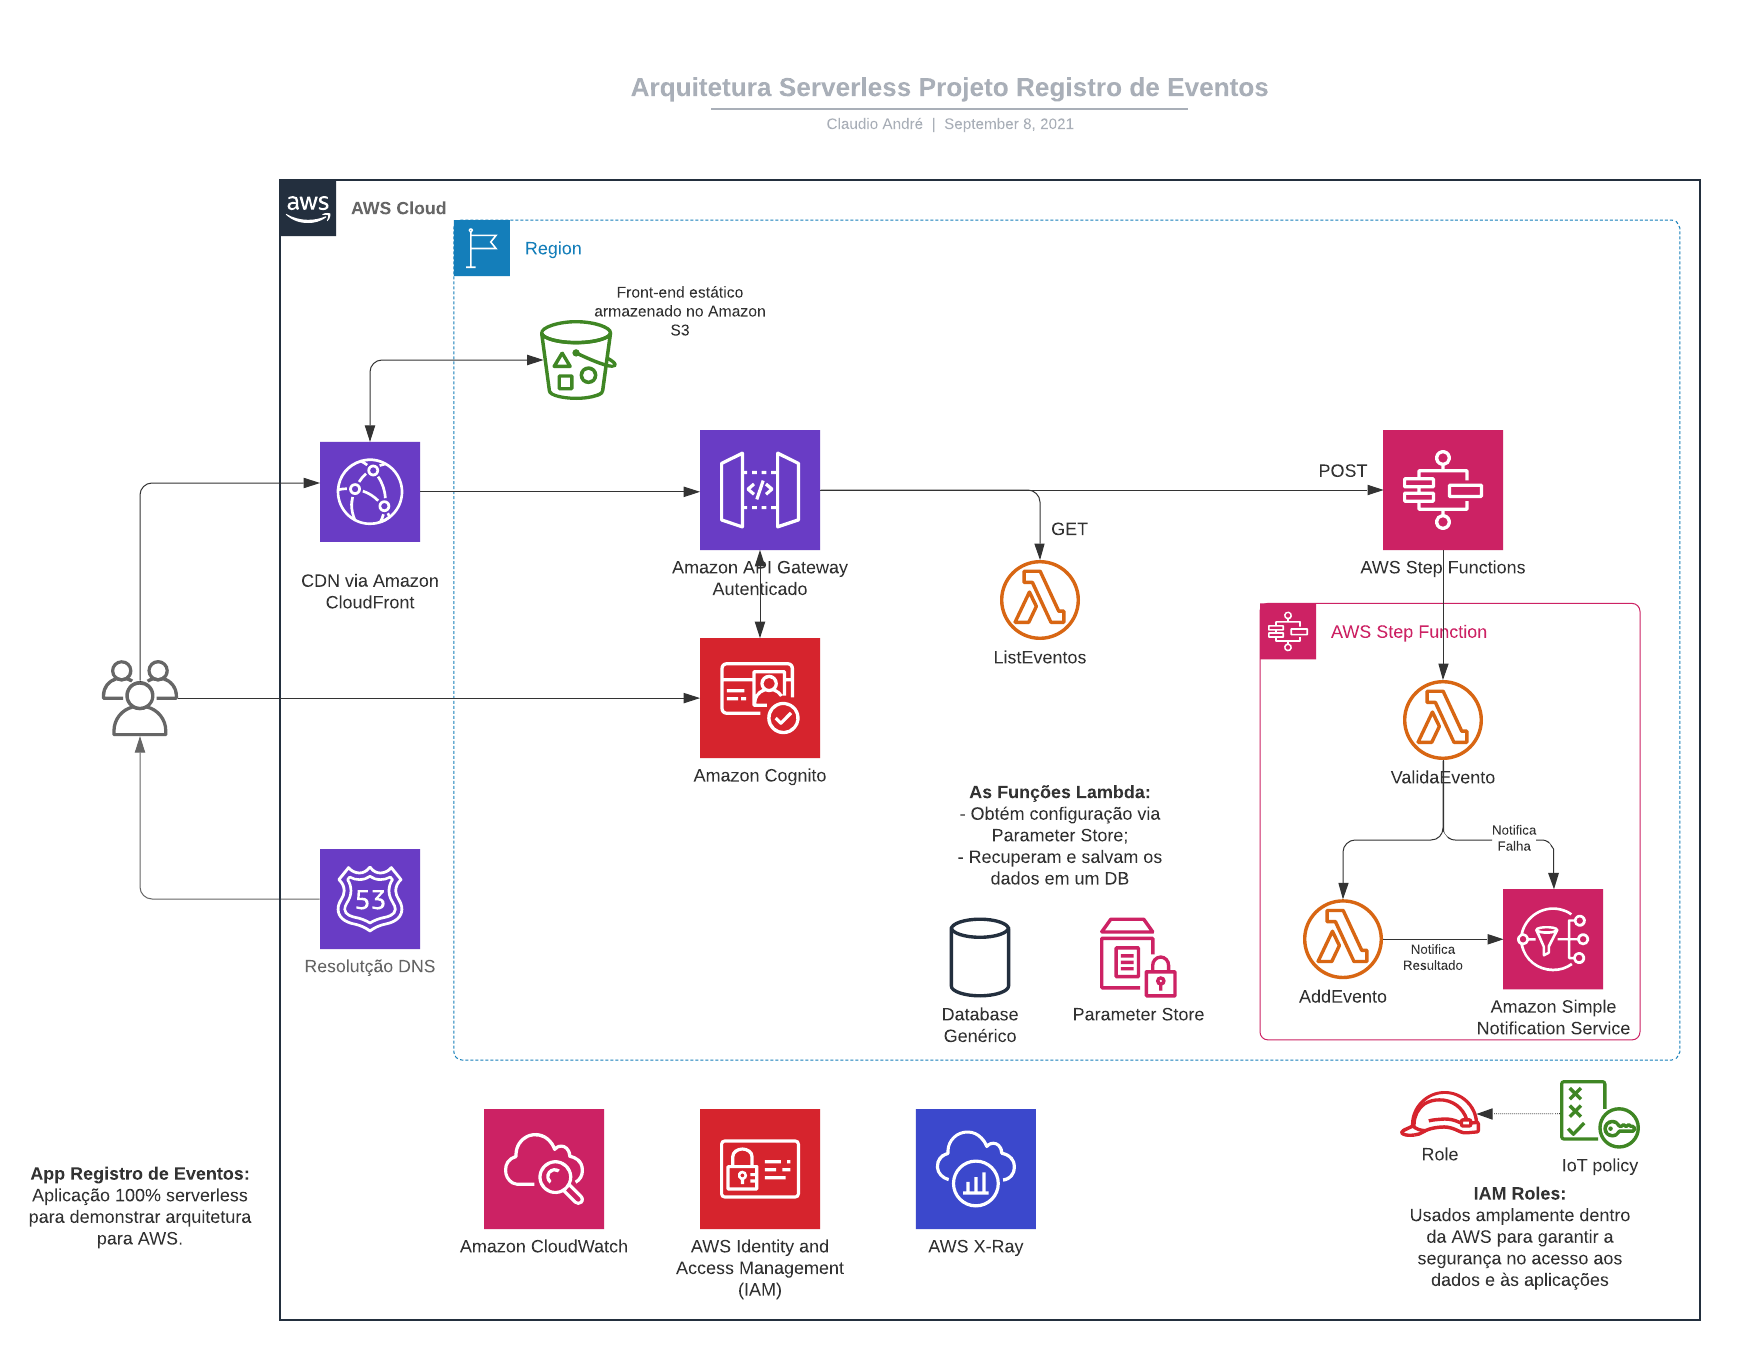 Arquitetura Serverless Projeto Registro de Eventos
Claudio André | September 8, 2021
aws
AWS Cloud
Region
Front-end estático
armazenado no Amazon
S3
CDN via Amazon
CloudFront
Amazon API Gateway
Autenticado
POST
GET
AWS Step Functions
ListEventos
AWS Step Function
ValidaEvento
Amazon Cognito
As Funções Lambda:
- Obtém configuração via
Parameter Store;
- Recuperam e salvam os
dados em um DB
Notifica
Falha
53
Resolutção DNS
Notifica
Resultado
AddEvento
Amazon Simple
Notification Service
Database
Genérico
Parameter Store
Role
IoT policy
App Registro de Eventos:
Aplicação 100% serverless
para demonstrar arquitetura
para AWS.
Amazon CloudWatch
AWS Identity and
Access Management
(IAM)
AWS X-Ray
IAM Roles:
Usados amplamente dentro
da AWS para garantir a
segurança no acesso aos
dados e às aplicações